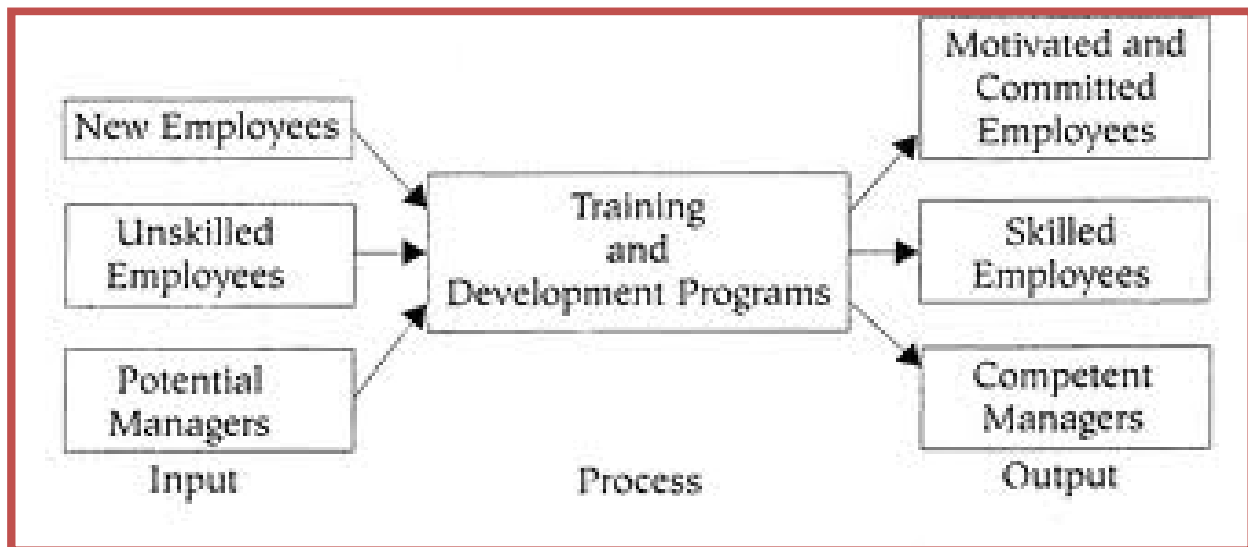 New Employees
Unskilled
Employees
Potential
Managers
Input
Training
and
Development Programs
Process
Motivated and
Committed
Employees
Skilled
Employees
Competent
Managers
Output